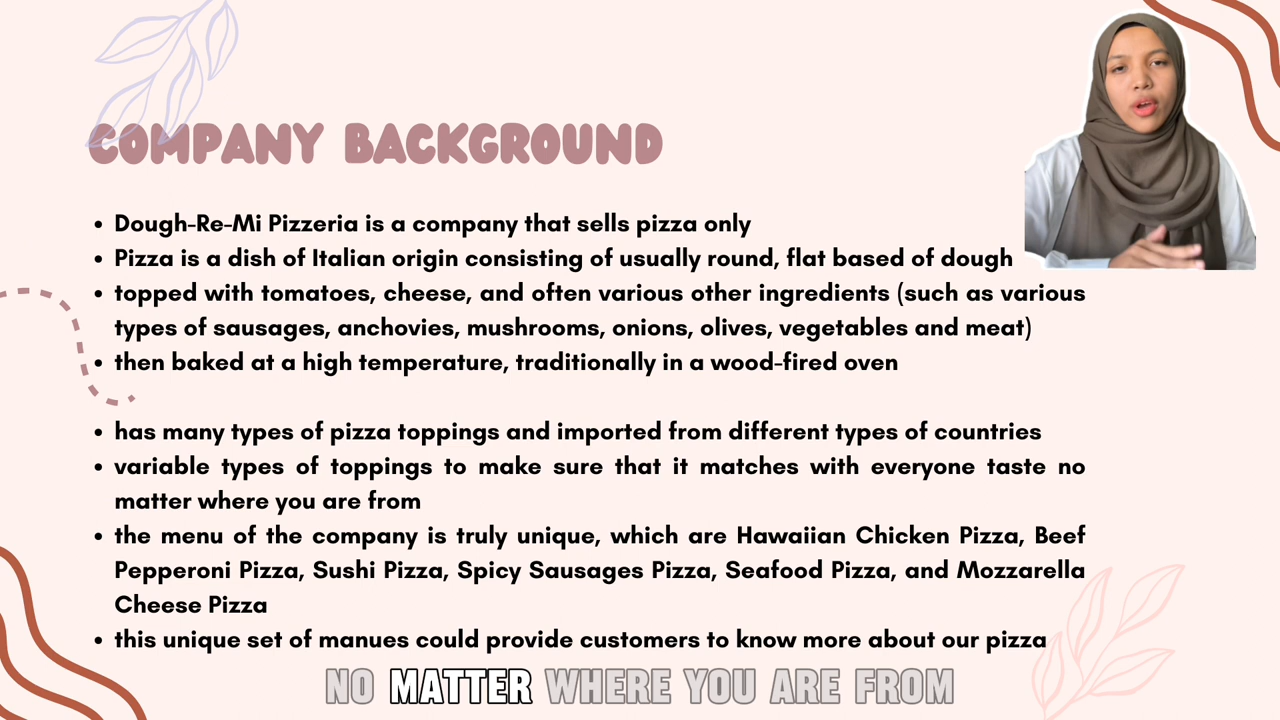 COMPANY BACKGROUND
• Dough-Re-Mi Pizzeria is a company that sells pizza only
• Pizza is a dish of Italian origin consisting of usually round, flat based of dough
• topped with tomatoes, cheese, and often various other ingredients (such as various
types of sausages, anchovies, mushrooms, onions, olives, vegetables and meat)
• then baked at a high temperature, traditionally in a wood-fired oven
• has many types of pizza toppings and imported from different types of countries
• variable types of toppings to make sure that it matches with everyone taste no
matter where you are from
• the menu of the company is truly unique, which are Hawaiian Chicken Pizza, Beef
Pepperoni Pizza, Sushi Pizza, Spicy Sausages Pizza, Seafood Pizza, and Mozzarella
Cheese Pizza
• this unique set of manues could provide customers to know more about our pizza
NO MATTER WHERE YOU ARE FROM